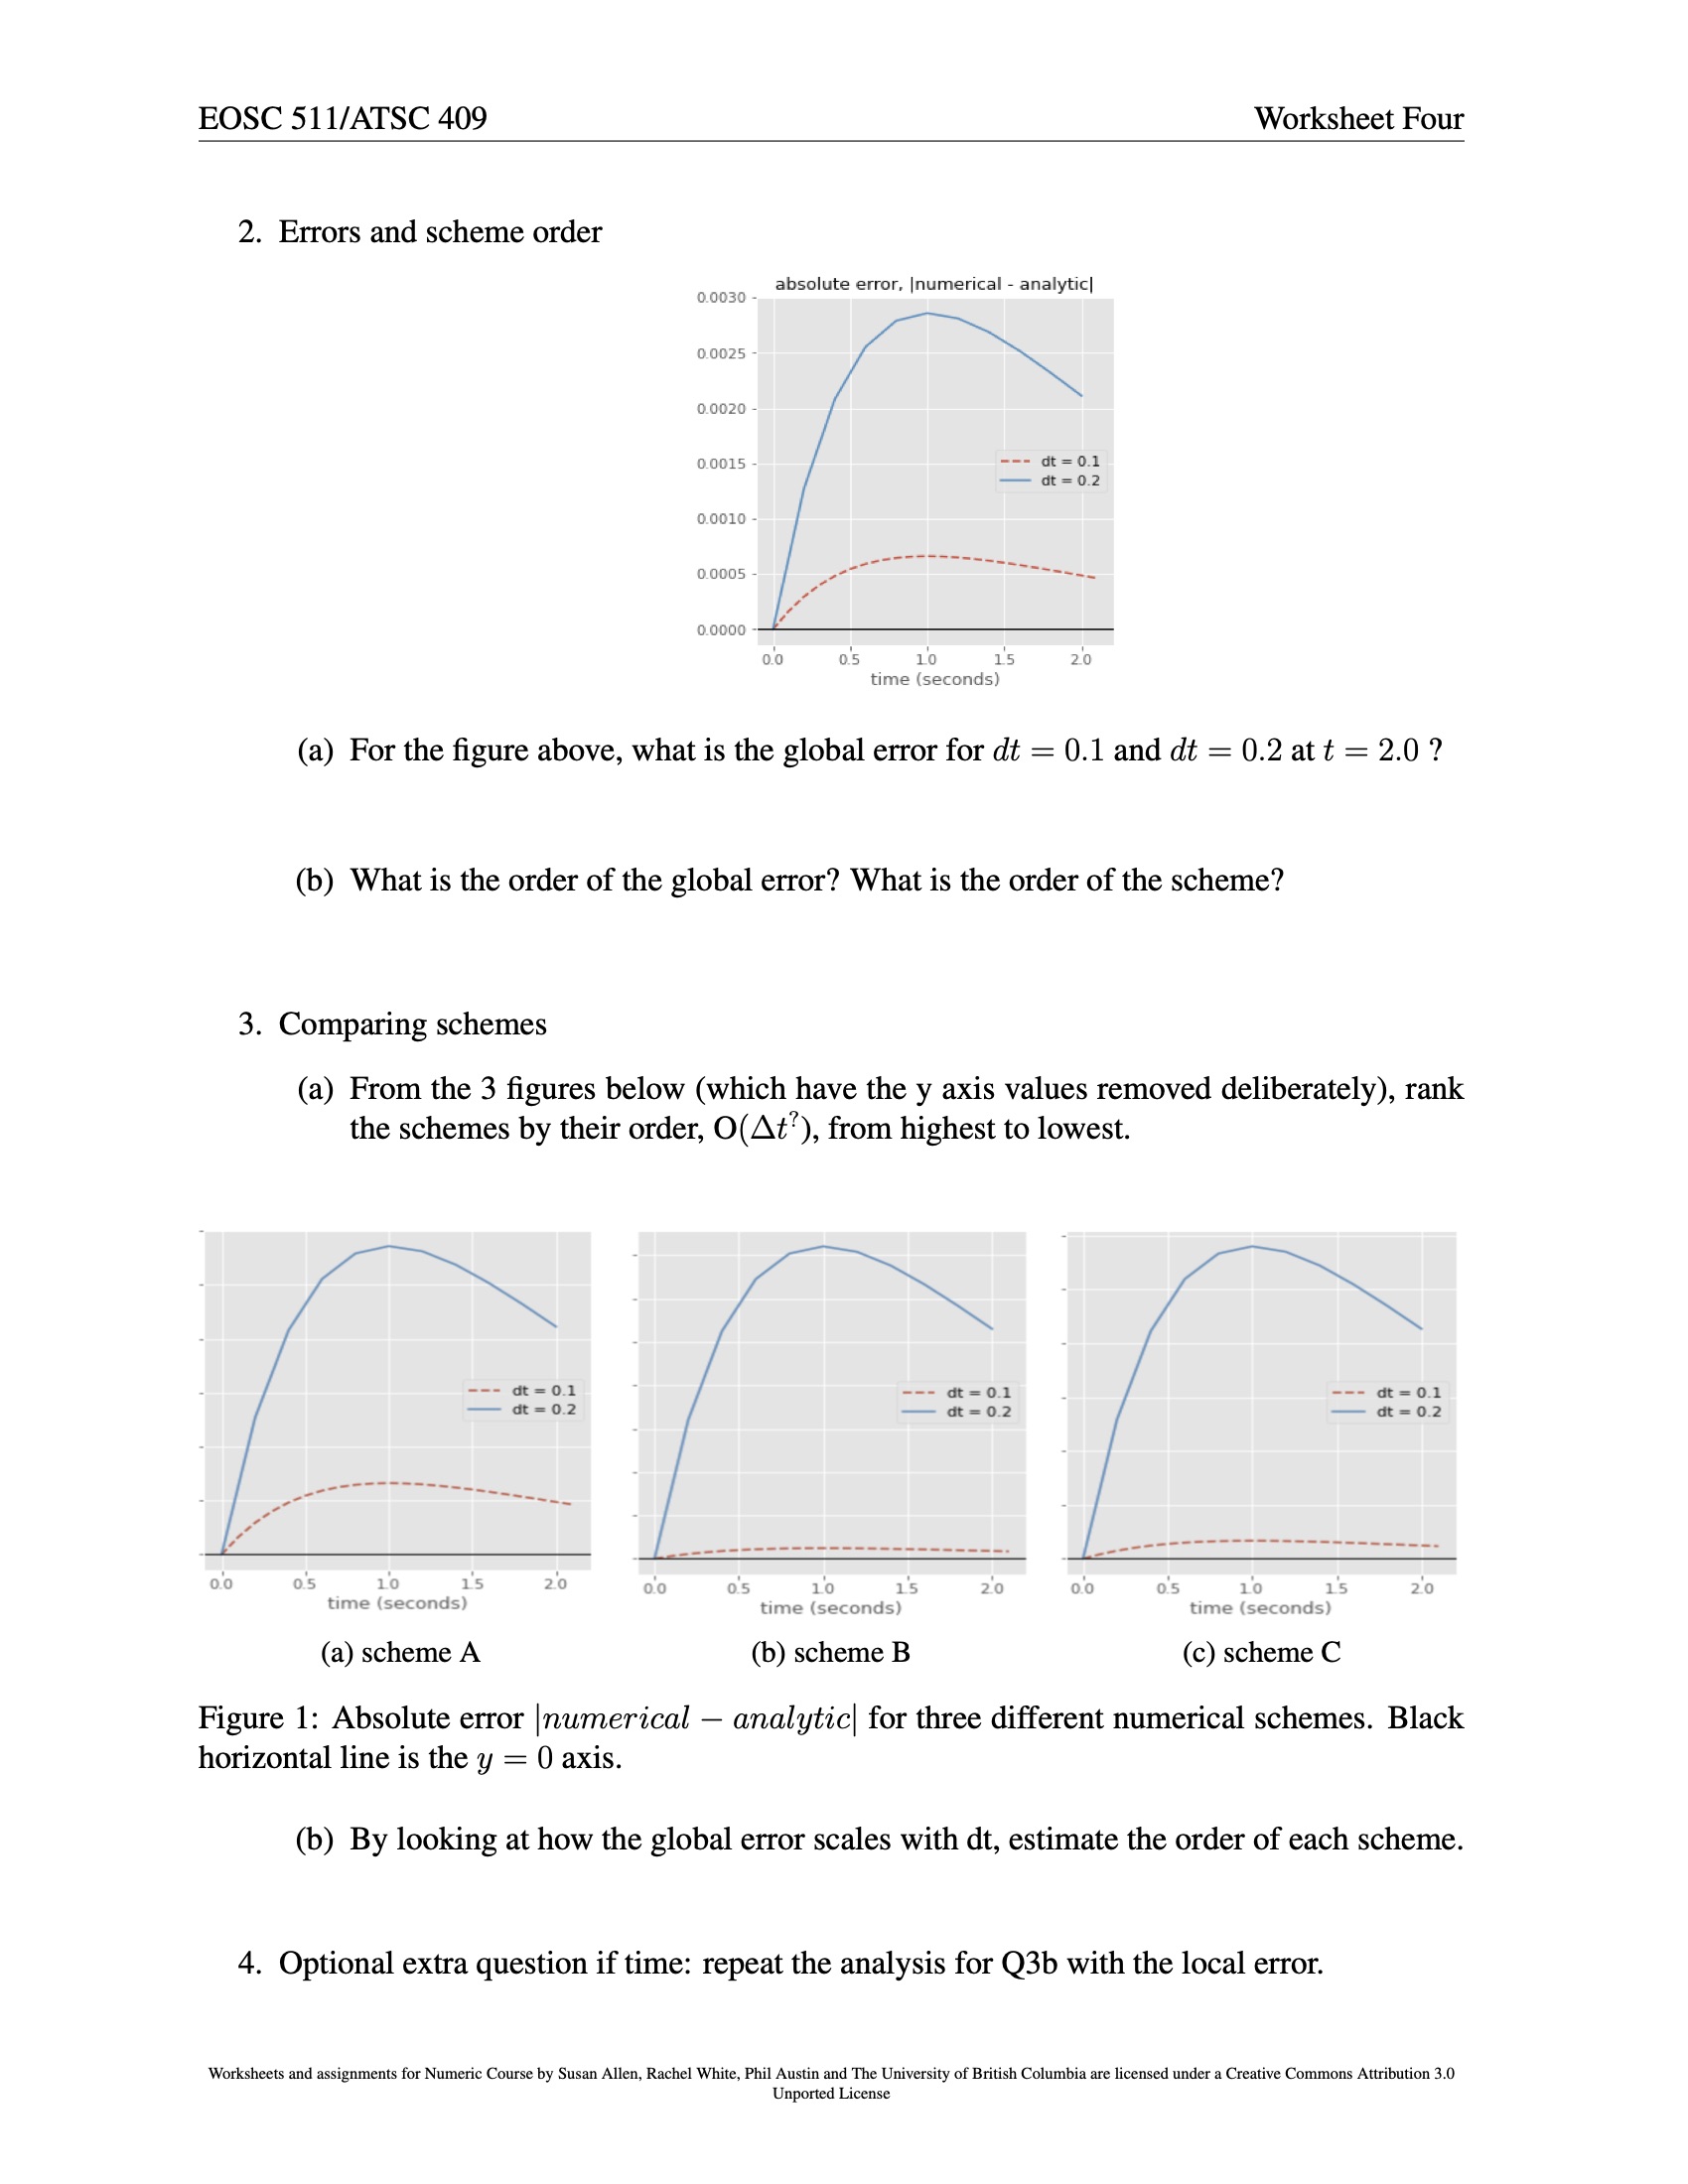 EOSC 511/ATSC 409 Worksheet Four
2. Errors and scheme order
absolute error, |numerical - analytic|
0.0030
0.0025
0.0020
0.0015
0.0010
0.0005
0.0000
dt = 0.1
dt = 0.2
0.0 0.5 1.0 1.5 2.0
time (seconds)
(a) For the figure above, what is the global error for dt = 0.1 and dt = 0.2 at t = 2.0 ?
(b) What is the order of the global error? What is the order of the scheme?
3. Comparing schemes
(a) From the 3 figures below (which have the y axis values removed deliberately), rank
the schemes by their order, O(Δt^?), from highest to lowest.
dt = 0.1
dt = 0.2
0.0 0.5 1.0 1.5 2.0
time (seconds)
(a) scheme A
dt = 0.1
dt = 0.2
0.0 0.5 1.0 1.5 2.0
time (seconds)
(b) scheme B
dt = 0.1
dt = 0.2
0.0 0.5 1.0 1.5 2.0
time (seconds)
(c) scheme C
Figure 1: Absolute error |numerical − analytic| for three different numerical schemes. Black
horizontal line is the y = 0 axis.
(b) By looking at how the global error scales with dt, estimate the order of each scheme.
4. Optional extra question if time: repeat the analysis for Q3b with the local error.
Worksheets and assignments for Numeric Course by Susan Allen, Rachel White, Phil Austin and The University of British Columbia are licensed under a Creative Commons Attribution 3.0
Unported License